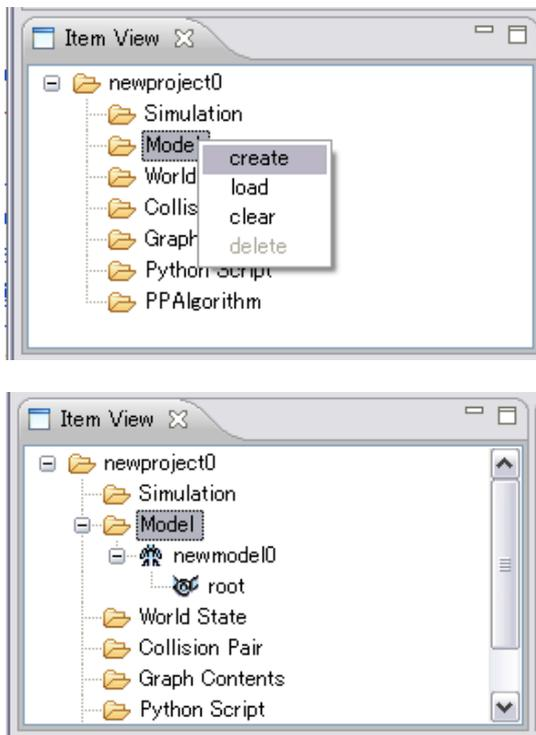 Item View
newproject0
Simulation
Model
create
World
load
Collis
clear
Graph
delete
Python Script
PPAlgorithm
Item View
newproject0
Simulation
Model
newmodel0
root
World State
Collision Pair
Graph Contents
Python Script